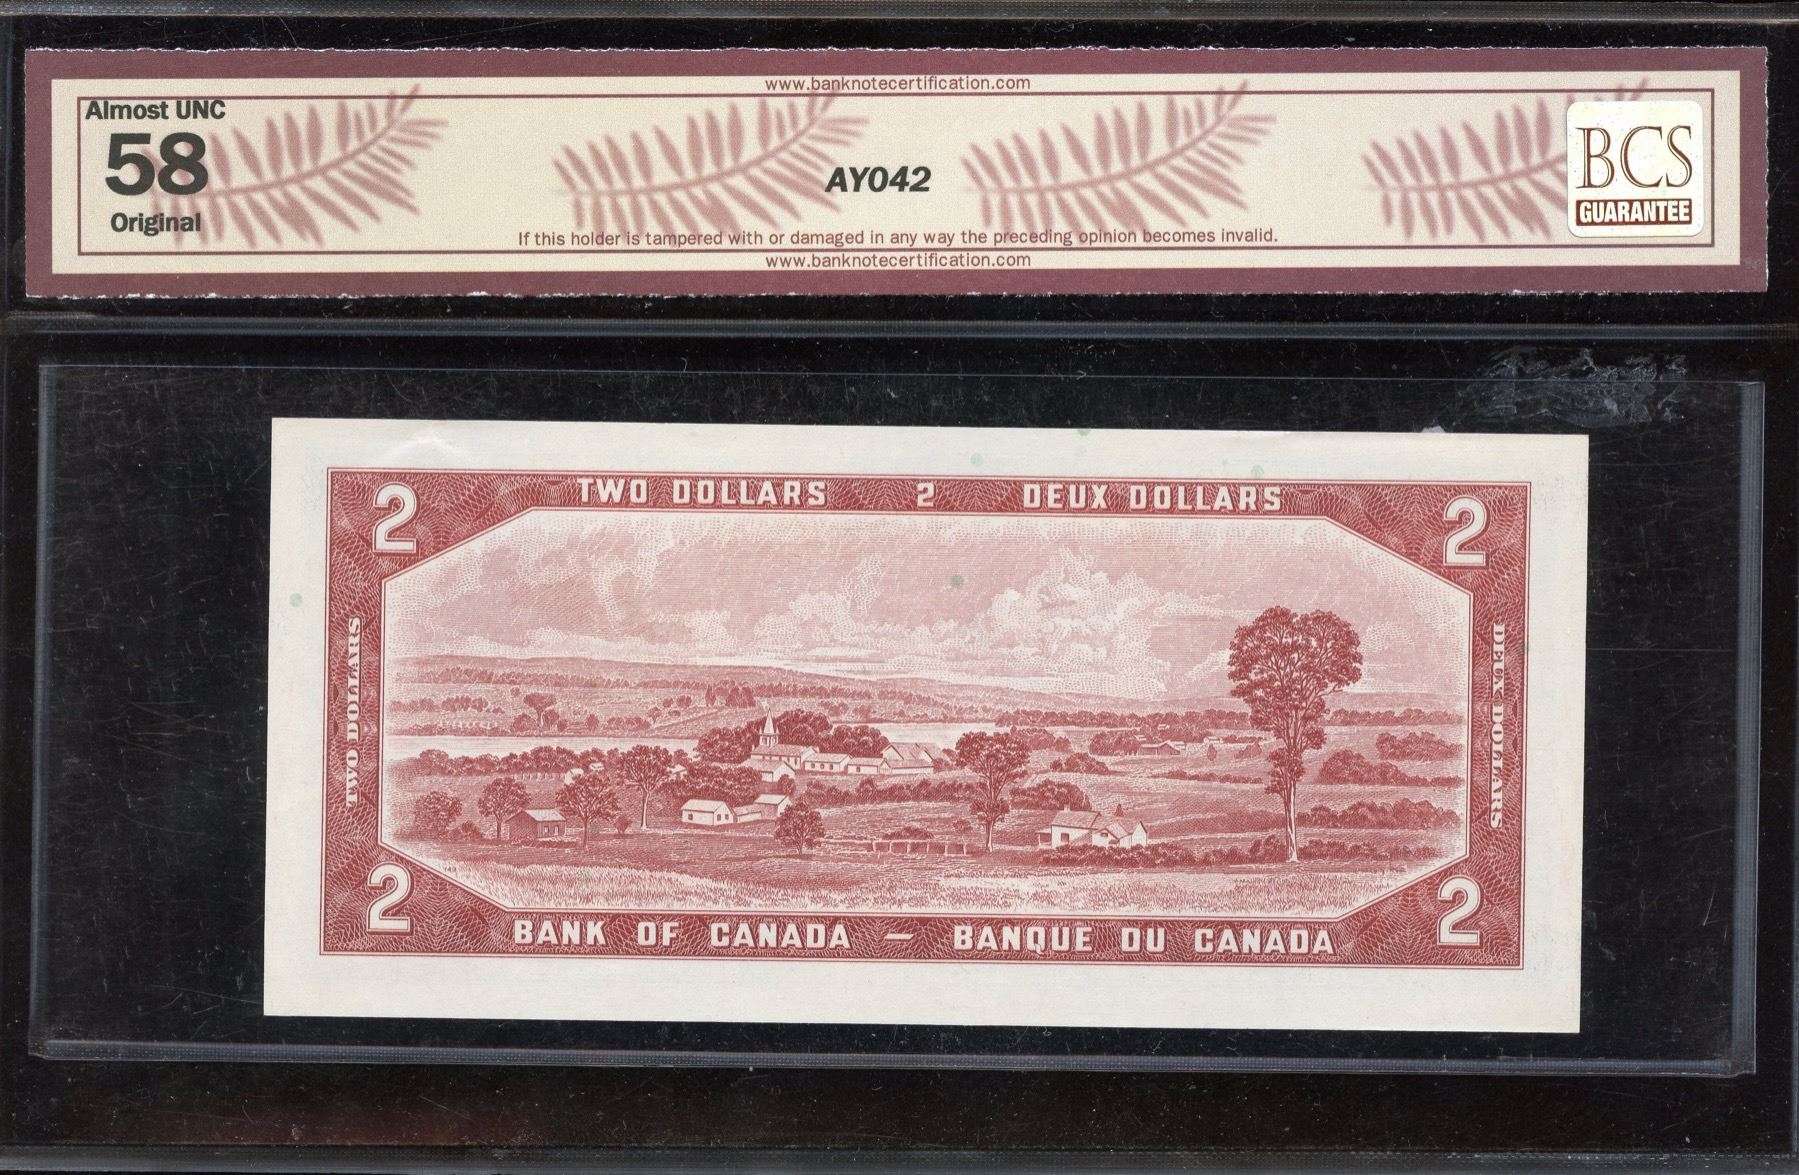 www.banknotecertification.com
Almost UNC
58
Original
AY042
BCS
GUARANTEE
If this holder is tampered with or damaged in any way the preceding opinion becomes invalid.
www.banknotecertification.com
2 TWO DOLLARS 2 DEUX DOLLARS 2
TWO DOLLARS
DEUX DOLLARS
2 BANK OF CANADA — BANQUE DU CANADA 2